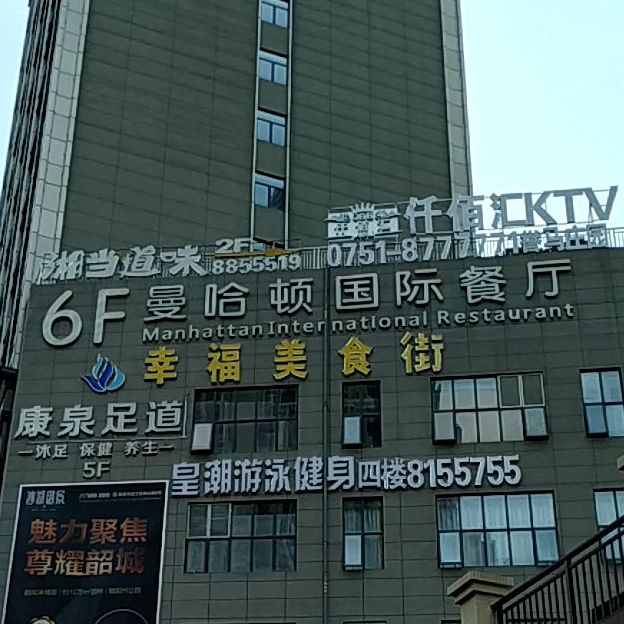 仟佰汇KTV
湘当道味 2F
8855519
0751-87777
6F 曼哈顿国际餐厅
Manhattan International Restaurant
幸福美食街
康泉足道
沐足 保健 养生
5F
皇潮游泳健身四楼8155755
魅力聚焦
尊耀韶城